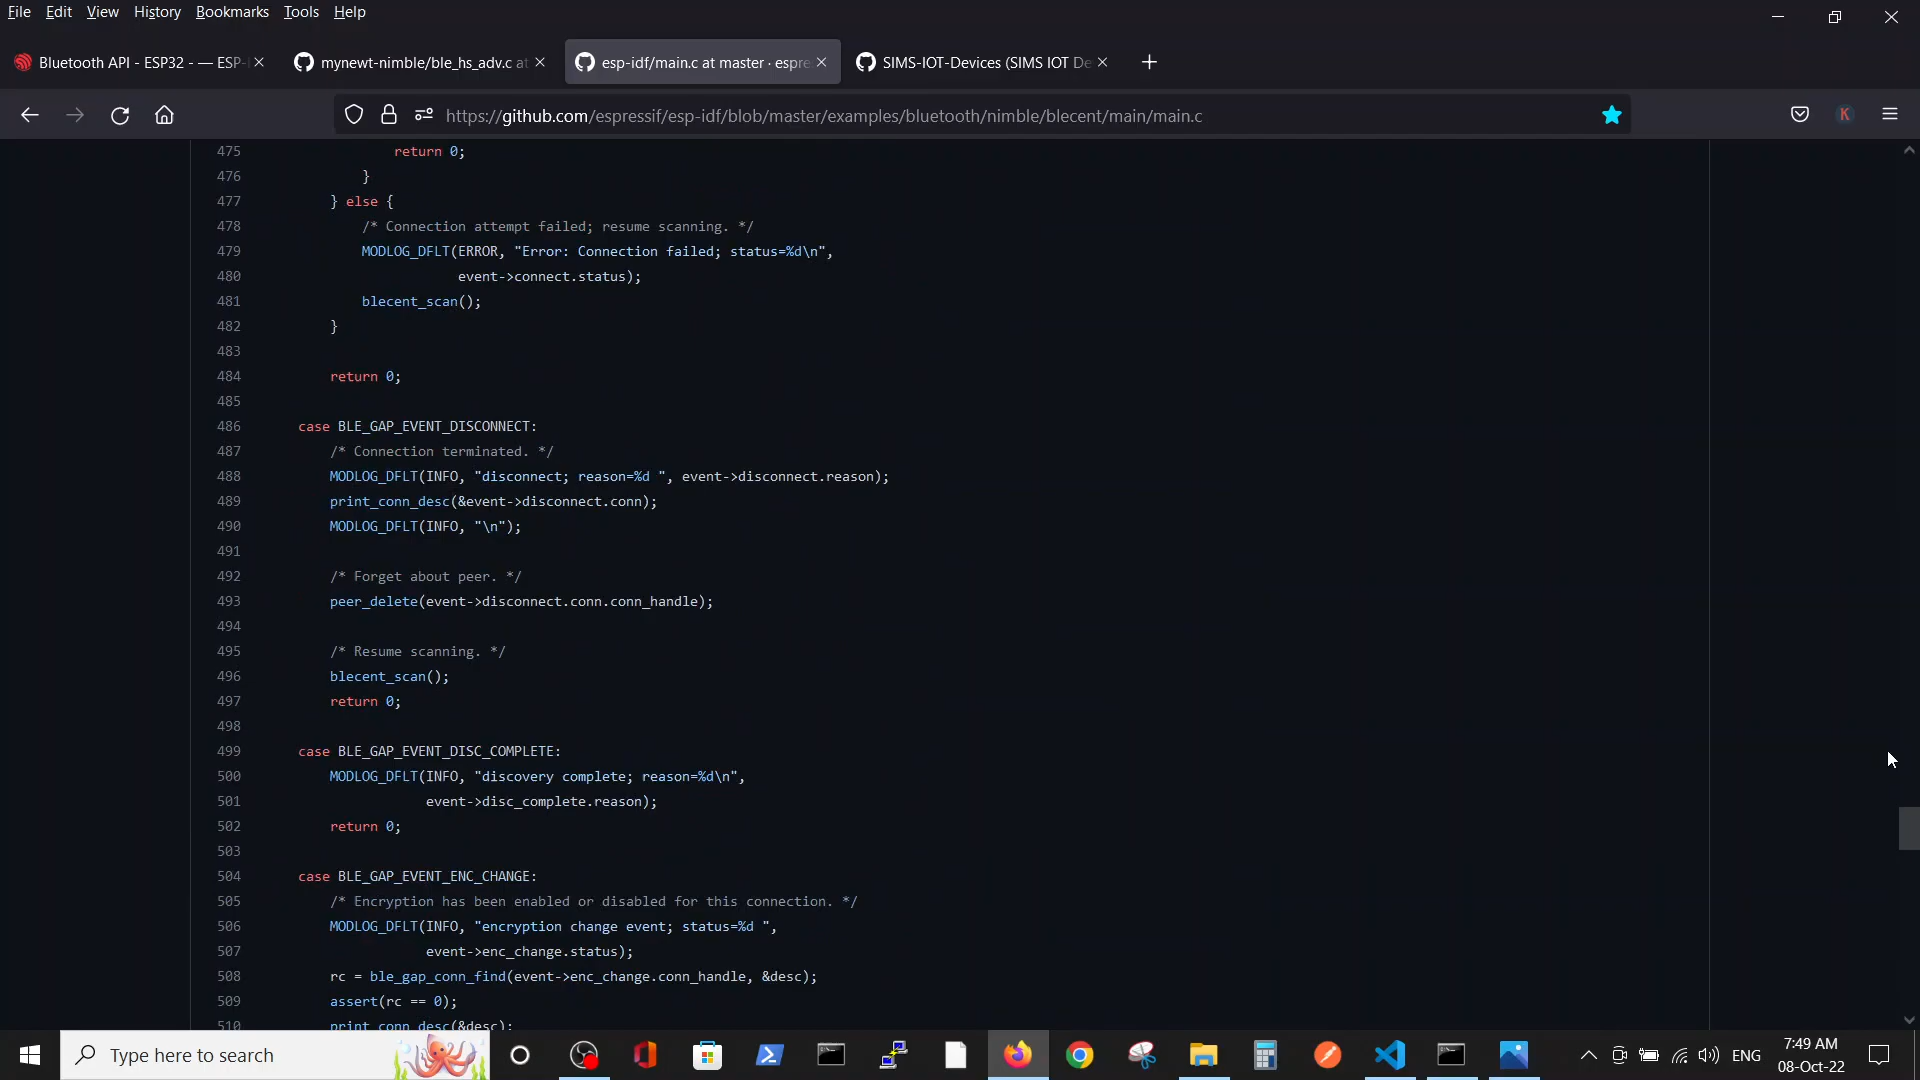 File Edit View History Bookmarks Tools Help
Bluetooth API - ESP32 - — ESP-
mynewt-nimble/ble_hs_adv.c at
esp-idf/main.c at master · espre
SIMS-IOT-Devices (SIMS IOT De
https://github.com/espressif/esp-idf/blob/master/examples/bluetooth/nimble/blecent/main/main.c
K
475 return 0;
476 }
477 } else {
478 /* Connection attempt failed; resume scanning. */
479 MODLOG_DFLT(ERROR, "Error: Connection failed; status=%d\n",
480 event->connect.status);
481 blecent_scan();
482 }
483
484 return 0;
485
486 case BLE_GAP_EVENT_DISCONNECT:
487 /* Connection terminated. */
488 MODLOG_DFLT(INFO, "disconnect; reason=%d ", event->disconnect.reason);
489 print_conn_desc(&event->disconnect.conn);
490 MODLOG_DFLT(INFO, "\n");
491
492 /* Forget about peer. */
493 peer_delete(event->disconnect.conn.conn_handle);
494
495 /* Resume scanning. */
496 blecent_scan();
497 return 0;
498
499 case BLE_GAP_EVENT_DISC_COMPLETE:
500 MODLOG_DFLT(INFO, "discovery complete; reason=%d\n",
501 event->disc_complete.reason);
502 return 0;
503
504 case BLE_GAP_EVENT_ENC_CHANGE:
505 /* Encryption has been enabled or disabled for this connection. */
506 MODLOG_DFLT(INFO, "encryption change event; status=%d ",
507 event->enc_change.status);
508 rc = ble_gap_conn_find(event->enc_change.conn_handle, &desc);
509 assert(rc == 0);
510 print_conn_desc(&desc);
Type here to search
ENG
7:49 AM
08-Oct-22